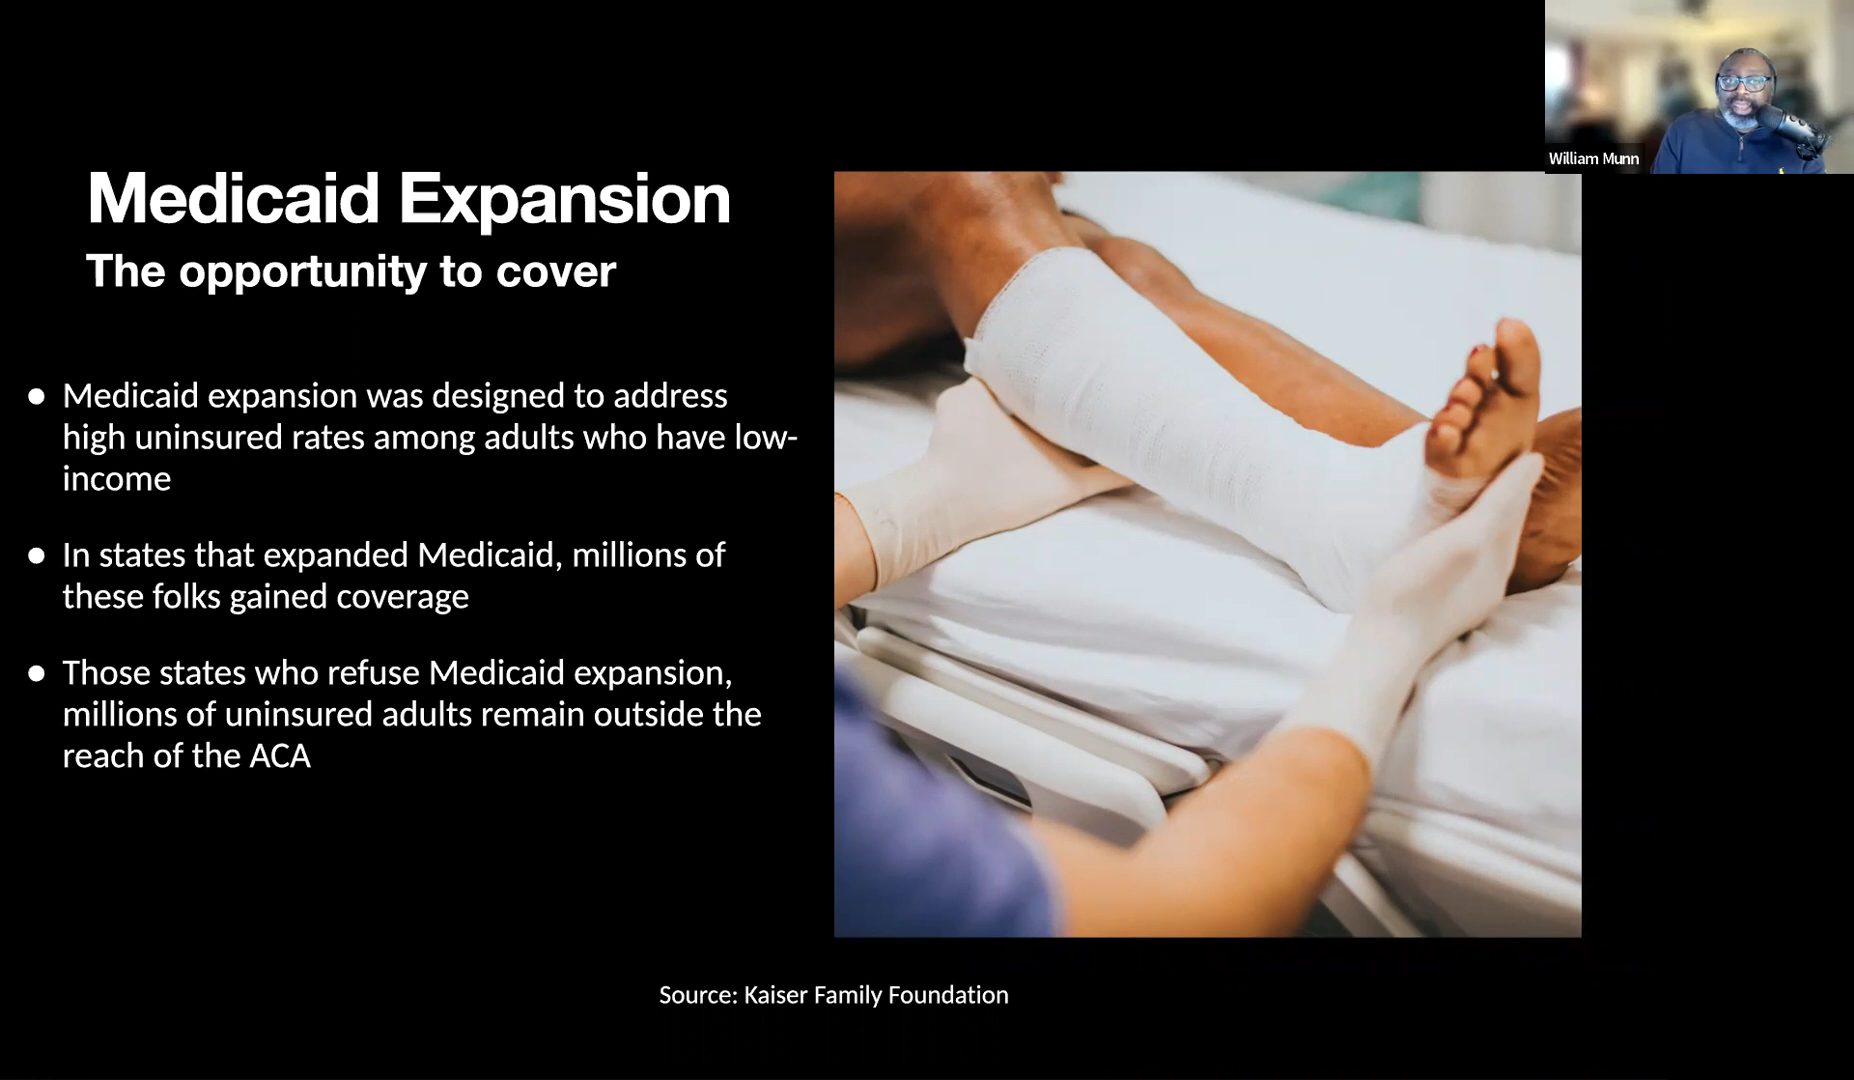 William Munn
Medicaid Expansion
The opportunity to cover
● Medicaid expansion was designed to address
high uninsured rates among adults who have low-
income
● In states that expanded Medicaid, millions of
these folks gained coverage
● Those states who refuse Medicaid expansion,
millions of uninsured adults remain outside the
reach of the ACA
Source: Kaiser Family Foundation